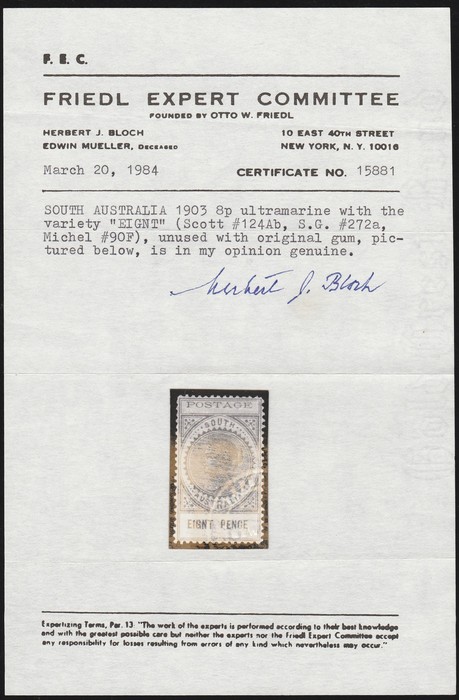 F. E. C.
FRIEDL EXPERT COMMITTEE
FOUNDED BY OTTO W. FRIEDL
HERBERT J. BLOCH 10 EAST 40TH STREET
EDWIN MUELLER, DECEASED NEW YORK, N. Y. 10016
March 20, 1984 CERTIFICATE NO. 15881
SOUTH AUSTRALIA 1903 8p ultramarine with the
variety "EIGNT" (Scott #124Ab, S.G. #272a,
Michel #90F), unused with original gum, pic-
tured below, is in my opinion genuine.
Herbert J. Bloch
POSTAGE
SOUTH
AUSTRALIA
EIGNT PENCE
Expertizing Terms, Par. 13 "The work of the experts is performed according to their best knowledge
and with the greatest possible care but neither the experts nor the Friedl Expert Committee accept
any responsibility for losses resulting from errors of any kind which nevertheless may occur."